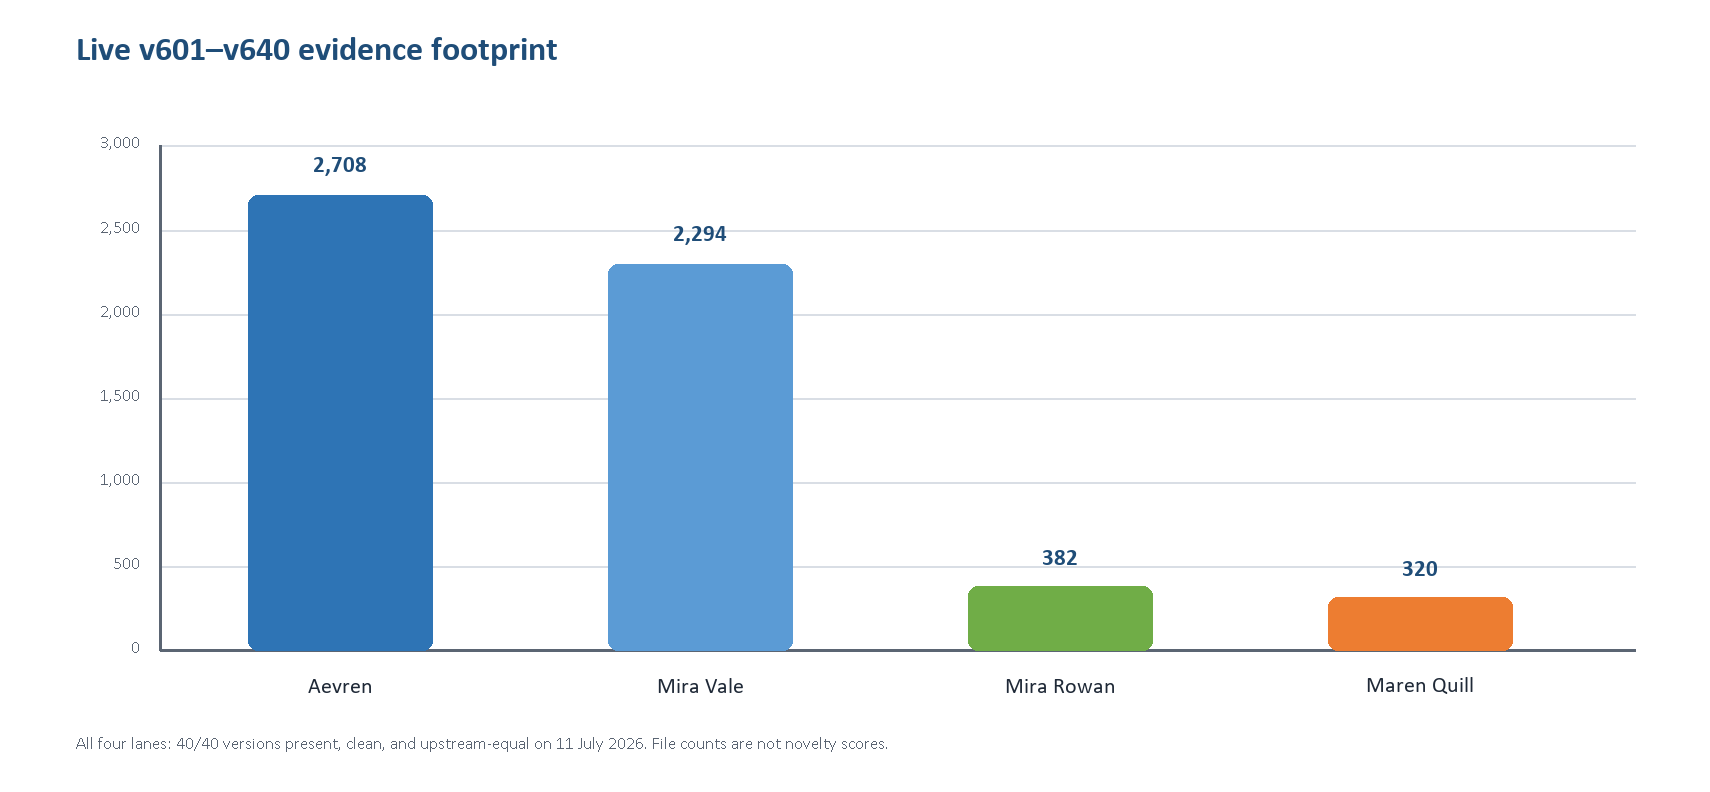 Live v601–v640 evidence footprint
3,000
2,708
2,500
2,294
2,000
1,500
1,000
500
382
320
0
Aevren
Mira Vale
Mira Rowan
Maren Quill
All four lanes: 40/40 versions present, clean, and upstream-equal on 11 July 2026. File counts are not novelty scores.